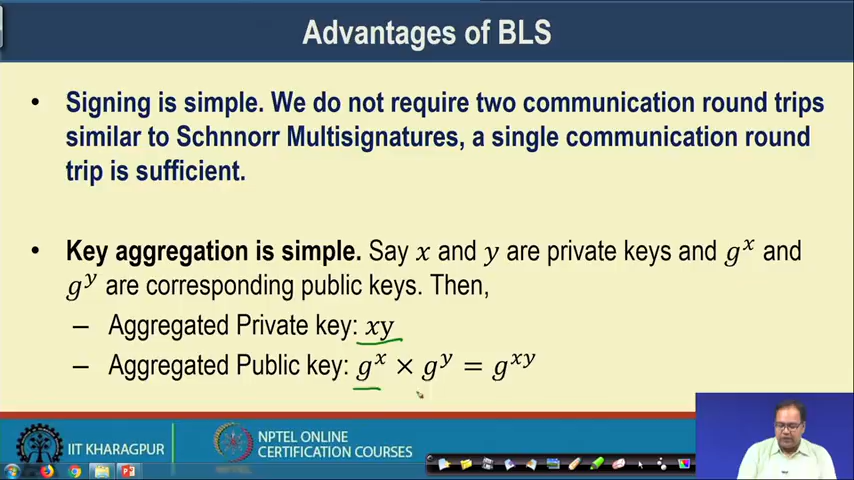 Advantages of BLS
• Signing is simple. We do not require two communication round trips
similar to Schnnorr Multisignatures, a single communication round
trip is sufficient.
• Key aggregation is simple. Say x and y are private keys and g^x and
g^y are corresponding public keys. Then,
– Aggregated Private key: xy
– Aggregated Public key: g^x × g^y = g^xy
IIT KHARAGPUR
NPTEL ONLINE
CERTIFICATION COURSES